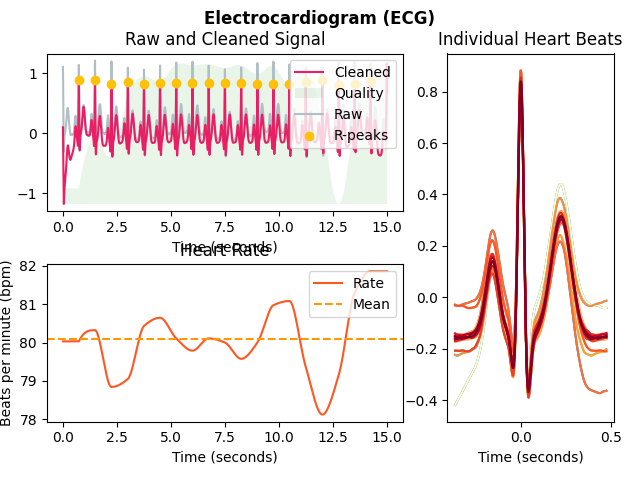 Electrocardiogram (ECG)
Raw and Cleaned Signal
Individual Heart Beats
1
0
−1
Cleaned
Quality
Raw
R-peaks
0.0 2.5 5.0 7.5 10.0 12.5 15.0
Time (seconds)
Heart Rate
Beats per minute (bpm)
82
81
80
79
78
Rate
Mean
0.0 2.5 5.0 7.5 10.0 12.5 15.0
Time (seconds)
0.8
0.6
0.4
0.2
0.0
−0.2
−0.4
0.0 0.5
Time (seconds)